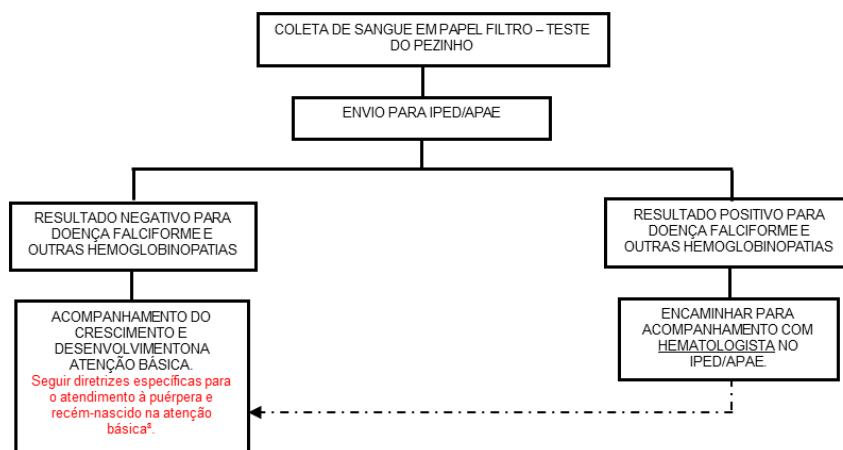 COLETA DE SANGUE EM PAPEL FILTRO – TESTE
DO PEZINHO
ENVIO PARA IPED/APAE
RESULTADO NEGATIVO PARA
DOENÇA FALCIFORME E
OUTRAS HEMOGLOBINOPATIAS
RESULTADO POSITIVO PARA
DOENÇA FALCIFORME E
OUTRAS HEMOGLOBINOPATIAS
ACOMPANHAMENTO DO
CRESCIMENTO E
DESENVOLVIMENTONA
ATENÇÃO BÁSICA.
Seguir diretrizes específicas para
o atendimento à puérpera e
recém-nascido na atenção
básicaª.
ENCAMINHAR PARA
ACOMPANHAMENTO COM
HEMATOLOGISTA NO
IPED/APAE.